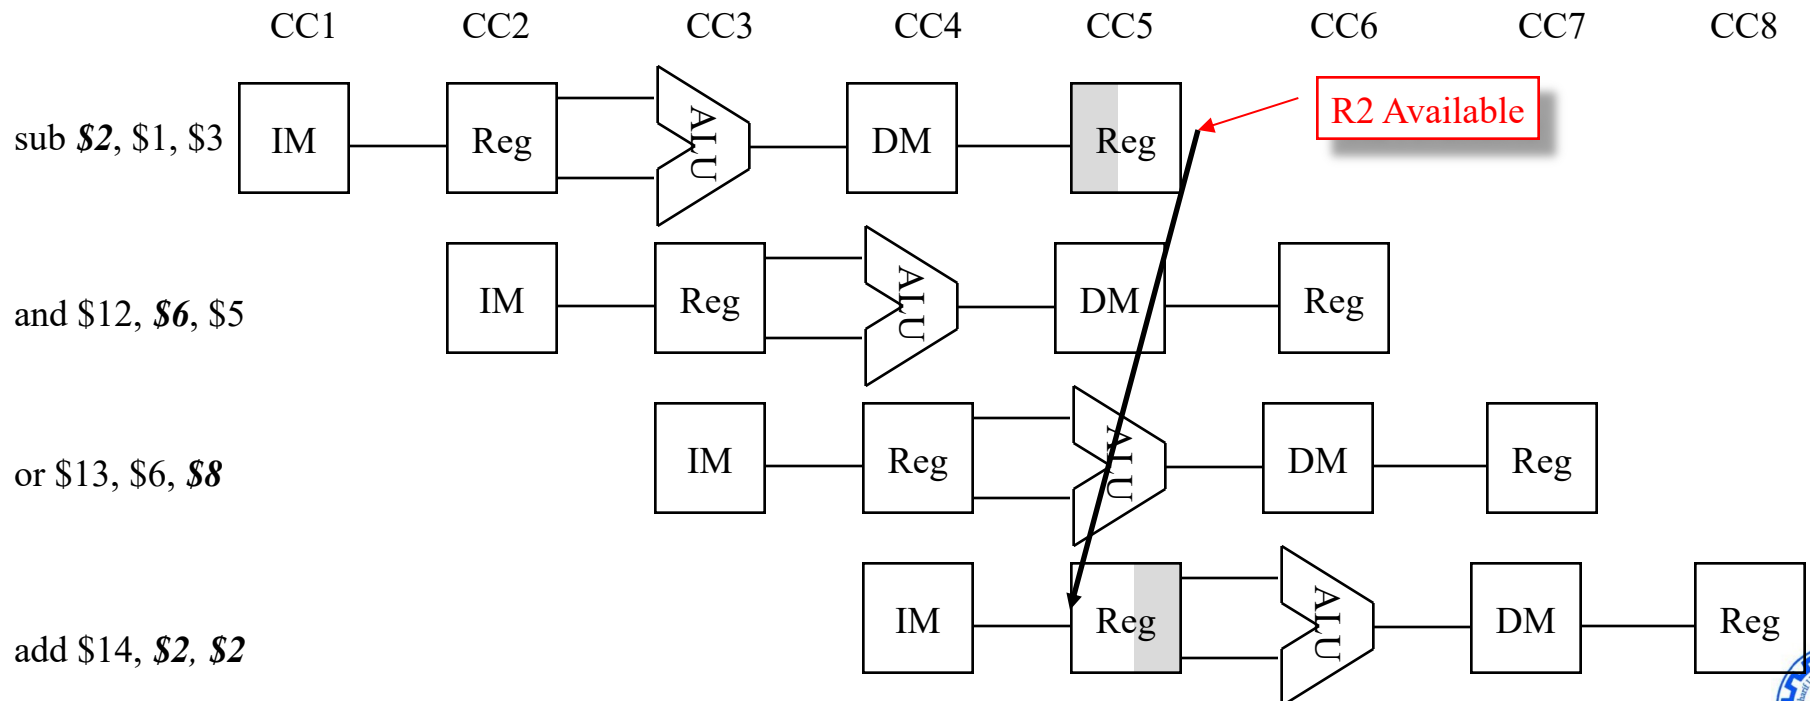 CC1 CC2 CC3 CC4 CC5 CC6 CC7 CC8
R2 Available
sub $2, $1, $3 IM Reg ALU DM Reg
and $12, $6, $5 IM Reg ALU DM Reg
or $13, $6, $8 IM Reg ALU DM Reg
add $14, $2, $2 IM Reg ALU DM Reg